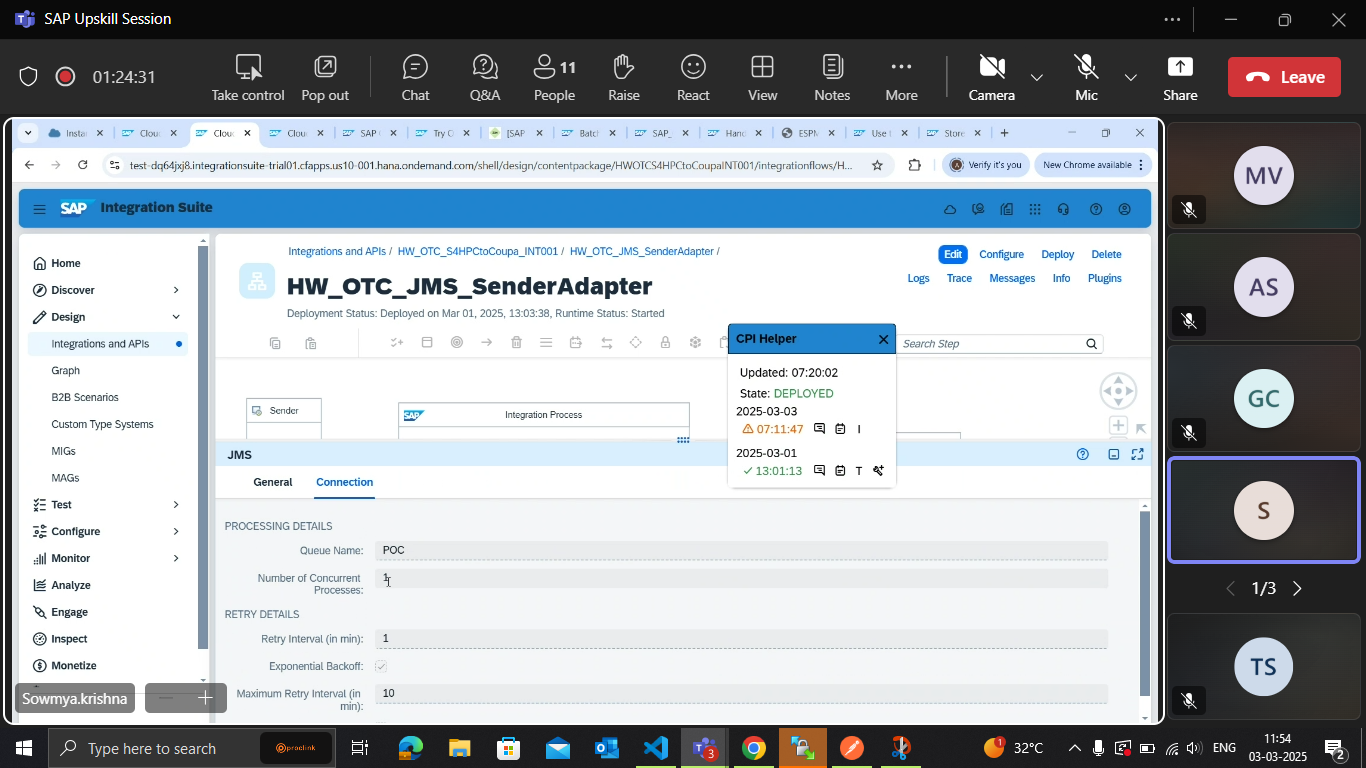 SAP Upskill Session
01:24:31
Take control
Pop out
Chat
Q&A
11
People
Raise
React
View
Notes
More
Camera
Mic
Share
Leave
Instar
Clou
Clou
Clou
SAP
Try C
[SAP
Batcl
SAP_
Hand
ESPN
Use t
Store
test-dq64jxj8.integrationsuite-trial01.cfapps.us10-001.hana.ondemand.com/shell/design/contentpackage/HWOTCS4HPCtoCoupaINT001/integrationflows/H...
Verify it's you
New Chrome available
SAP Integration Suite
Home
Discover
Design
Integrations and APIs
Graph
B2B Scenarios
Custom Type Systems
MIGs
MAGs
Test
Configure
Monitor
Analyze
Engage
Inspect
Monetize
Integrations and APIs / HW_OTC_S4HPCtoCoupa_INT001 / HW_OTC_JMS_SenderAdapter /
HW_OTC_JMS_SenderAdapter
Deployment Status: Deployed on Mar 01, 2025, 13:03:38, Runtime Status: Started
Edit Configure Deploy Delete
Logs Trace Messages Info Plugins
Search Step
Sender
SAP Integration Process
CPI Helper
Updated: 07:20:02
State: DEPLOYED
2025-03-03
07:11:47 I
2025-03-01
13:01:13 T
JMS
General Connection
PROCESSING DETAILS
Queue Name: POC
Number of Concurrent Processes: 1
RETRY DETAILS
Retry Interval (in min): 1
Exponential Backoff:
Maximum Retry Interval (in min): 10
Sowmya.krishna
MV
AS
GC
S
1/3
TS
Type here to search
proclink
3
1
32°C
ENG
11:54
03-03-2025
2